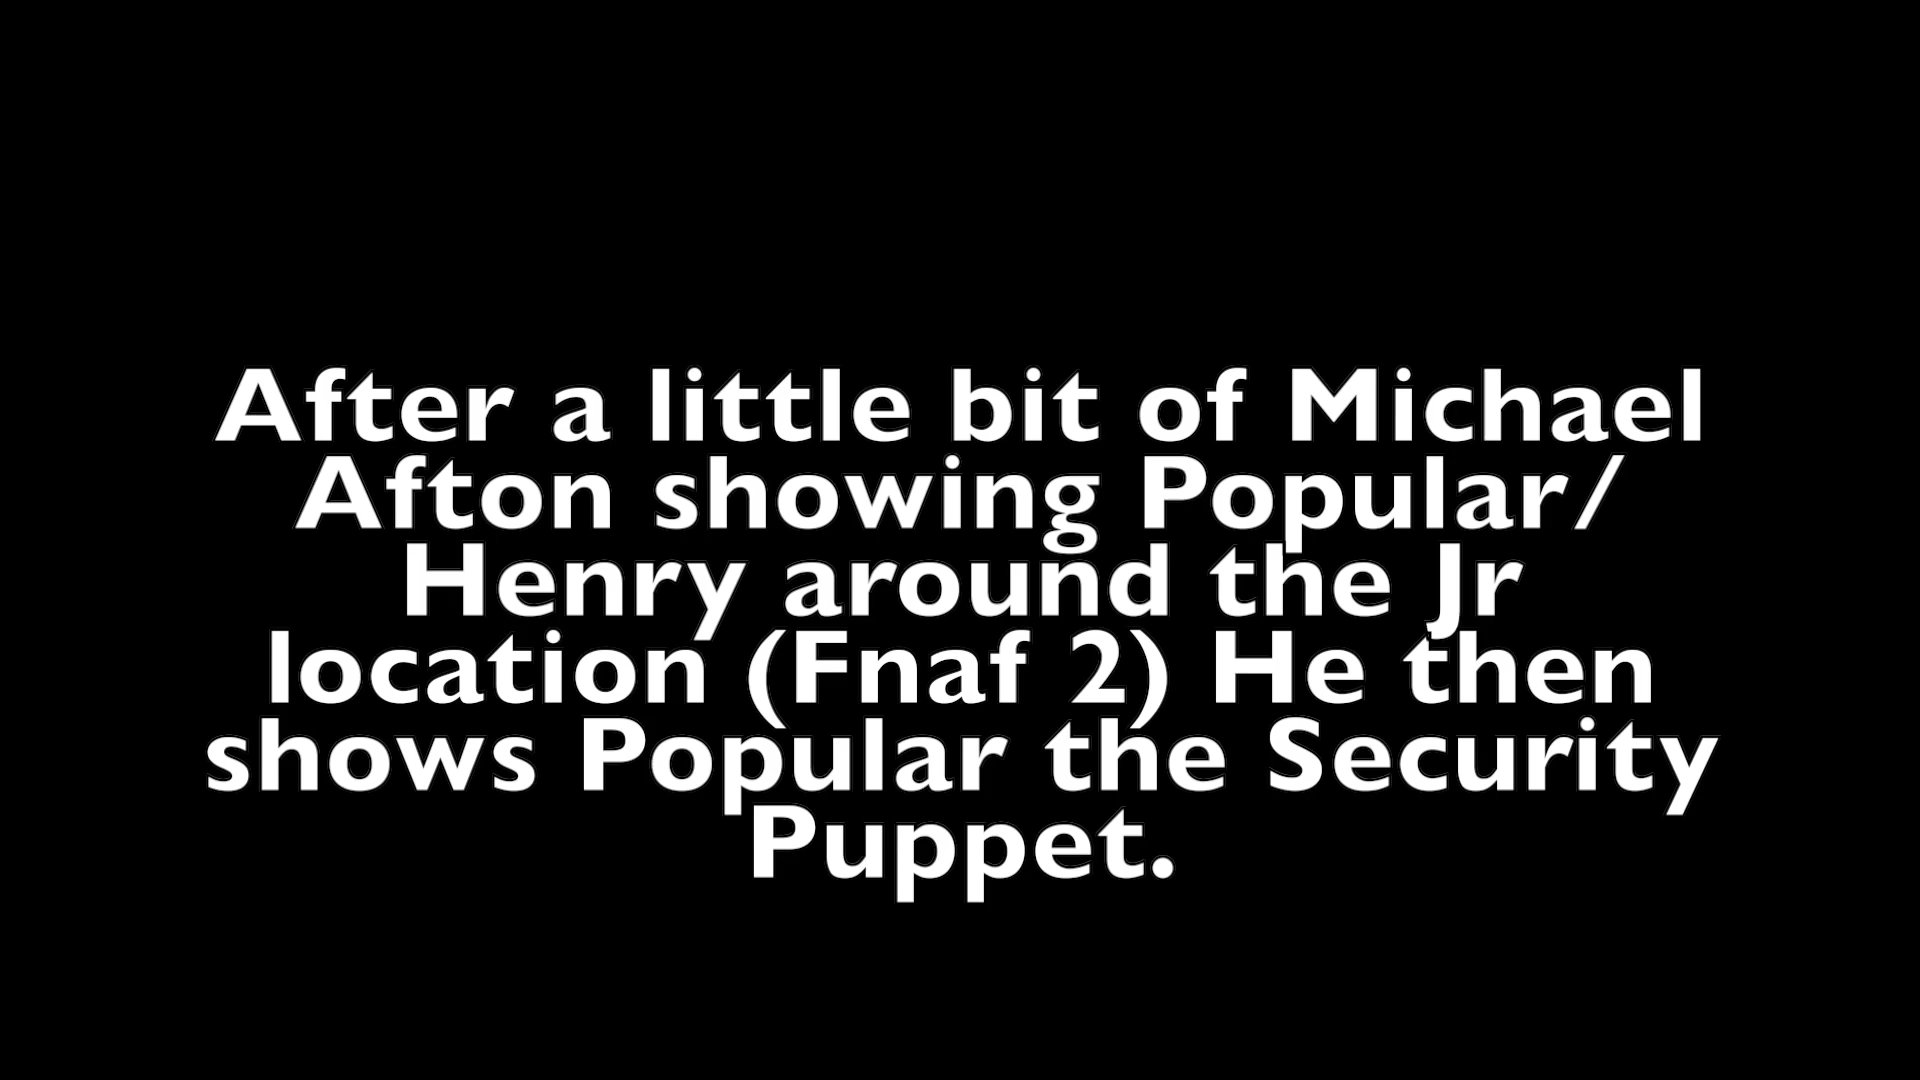 After a little bit of Michael
Afton showing Popular/
Henry around the Jr
location (Fnaf 2) He then
shows Popular the Security
Puppet.